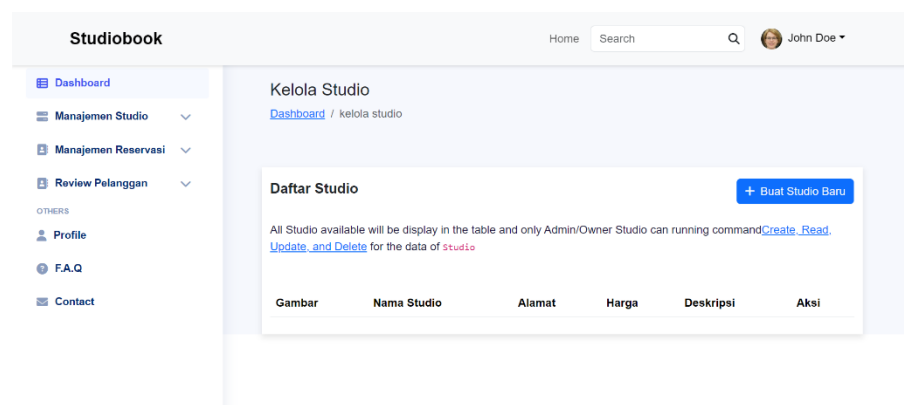 Studiobook
Home
Search
John Doe
Dashboard
Manajemen Studio
Manajemen Reservasi
Review Pelanggan
OTHERS
Profile
F.A.Q
Contact
Kelola Studio
Dashboard / kelola studio
Daftar Studio
+ Buat Studio Baru
All Studio available will be display in the table and only Admin/Owner Studio can running commandCreate, Read,
Update, and Delete for the data of Studio
Gambar Nama Studio Alamat Harga Deskripsi Aksi